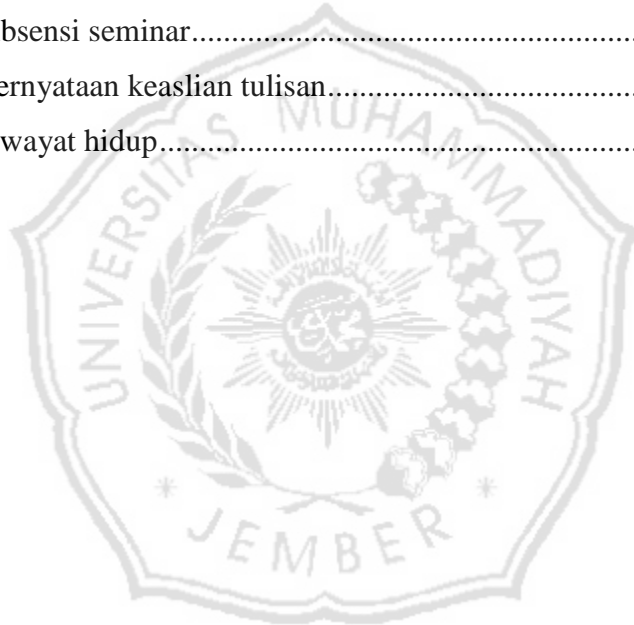 bsensi seminar.......................................................
ernyataan keaslian tulisan.....................................
wayat hidup...........................................................
UNIVERSITAS MUHAMMADIYAH
JEMBER